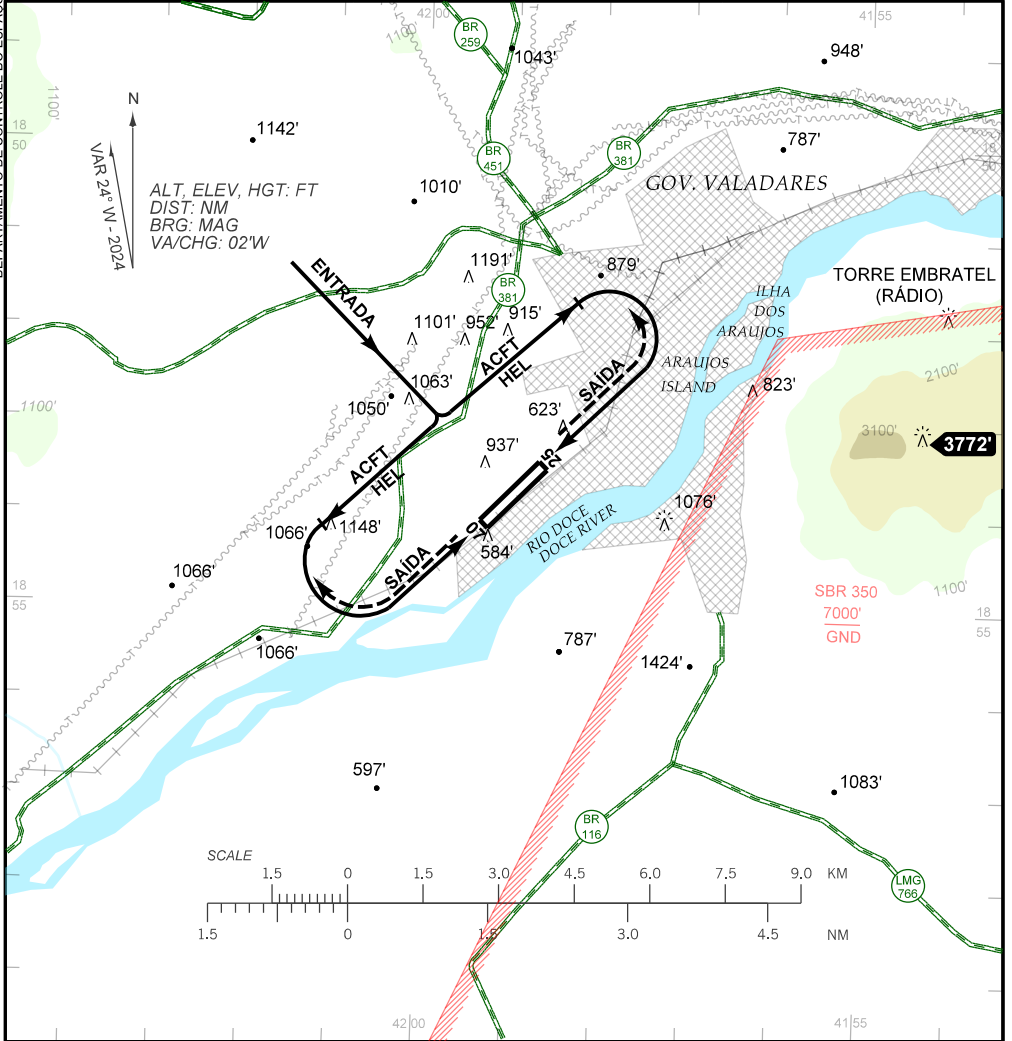 42 00
41 55
BR
259
1100'
1043'
948'
1100'
N
18
50
1142'
BR
451
BR
381
787'
18
50
VAR 24° W - 2024
ALT, ELEV, HGT: FT
DIST: NM
BRG: MAG
VA/CHG: 02'W
1010'
GOV. VALADARES
1191'
879'
ENTRADA
BR
381
TORRE EMBRATEL
(RÁDIO)
ILHA
DOS
ARAUJOS
1101'
952'
915'
ACFT
HEL
ARAUJOS
ISLAND
SAÍDA
2100'
1063'
1050'
823'
1100'
623'
3100'
3772'
937'
ACFT
HEL
25
1076'
1066'
1148'
07
584'
RIO DOCE
DOCE RIVER
SAÍDA
1066'
18
55
SBR 350
7000'
GND
1100'
18
55
1066'
787'
1424'
597'
1083'
BR
116
SCALE
1.5 0 1.5 3.0 4.5 6.0 7.5 9.0 KM
1.5 0 1.5 3.0 4.5 NM
LMG
766
42 00
41 55